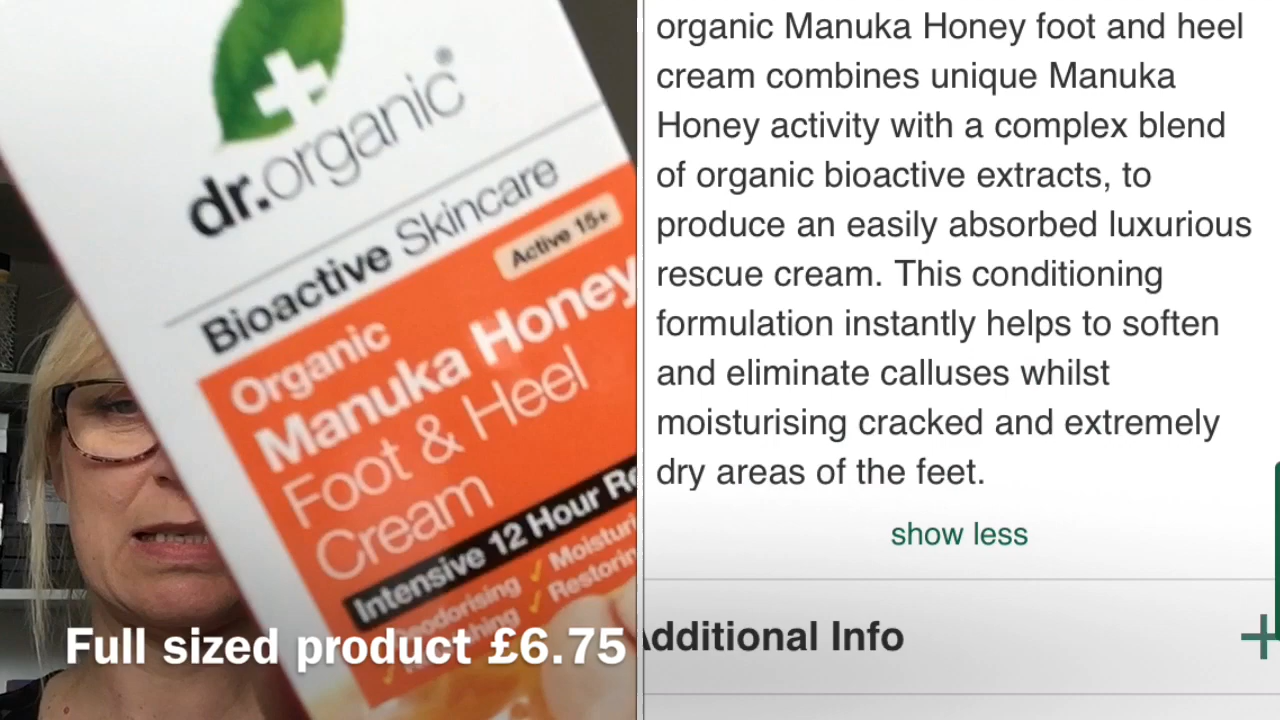 dr.organic®
Bioactive Skincare
Active 15+
Organic
Manuka Honey
Foot & Heel
Cream
Intensive 12 Hour
Moisturi
Restorin
Full sized product £6.75
organic Manuka Honey foot and heel
cream combines unique Manuka
Honey activity with a complex blend
of organic bioactive extracts, to
produce an easily absorbed luxurious
rescue cream. This conditioning
formulation instantly helps to soften
and eliminate calluses whilst
moisturising cracked and extremely
dry areas of the feet.
show less
Additional Info